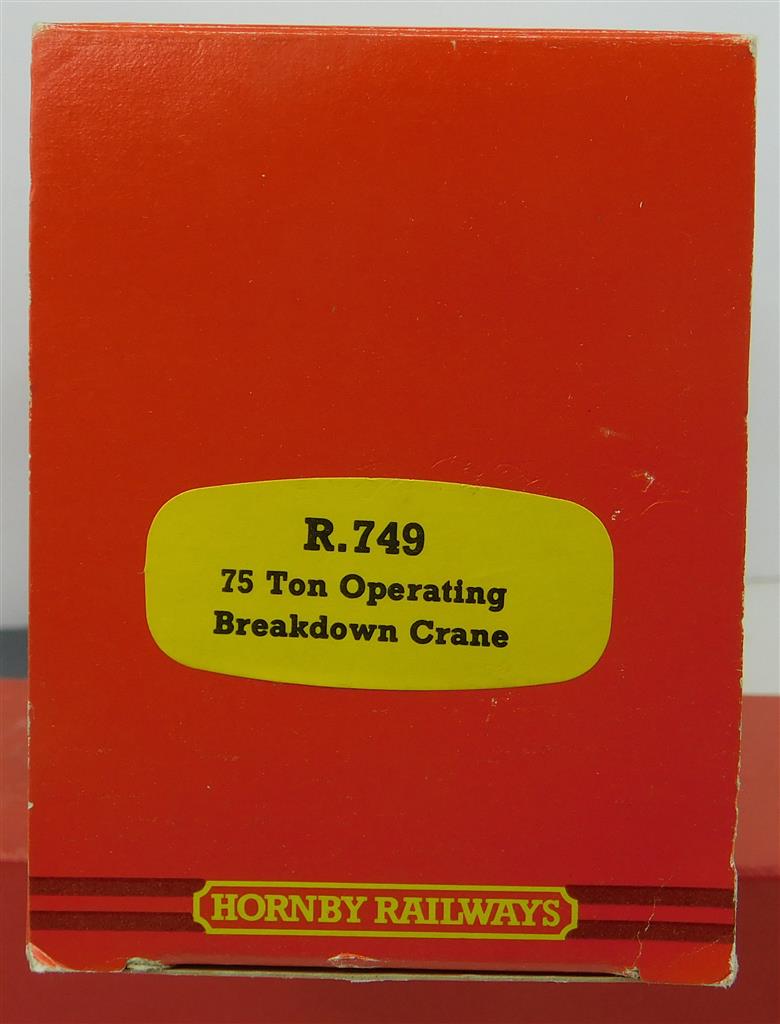 R.749
75 Ton Operating
Breakdown Crane
HORNBY RAILWAYS